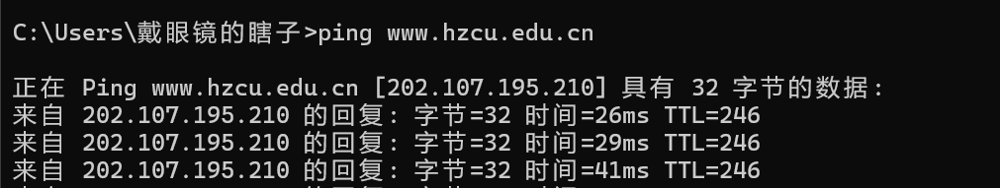 C:\Users\戴眼镜的瞎子>ping www.hzcu.edu.cn
正在 Ping www.hzcu.edu.cn [202.107.195.210] 具有 32 字节的数据:
来自 202.107.195.210 的回复: 字节=32 时间=26ms TTL=246
来自 202.107.195.210 的回复: 字节=32 时间=29ms TTL=246
来自 202.107.195.210 的回复: 字节=32 时间=41ms TTL=246